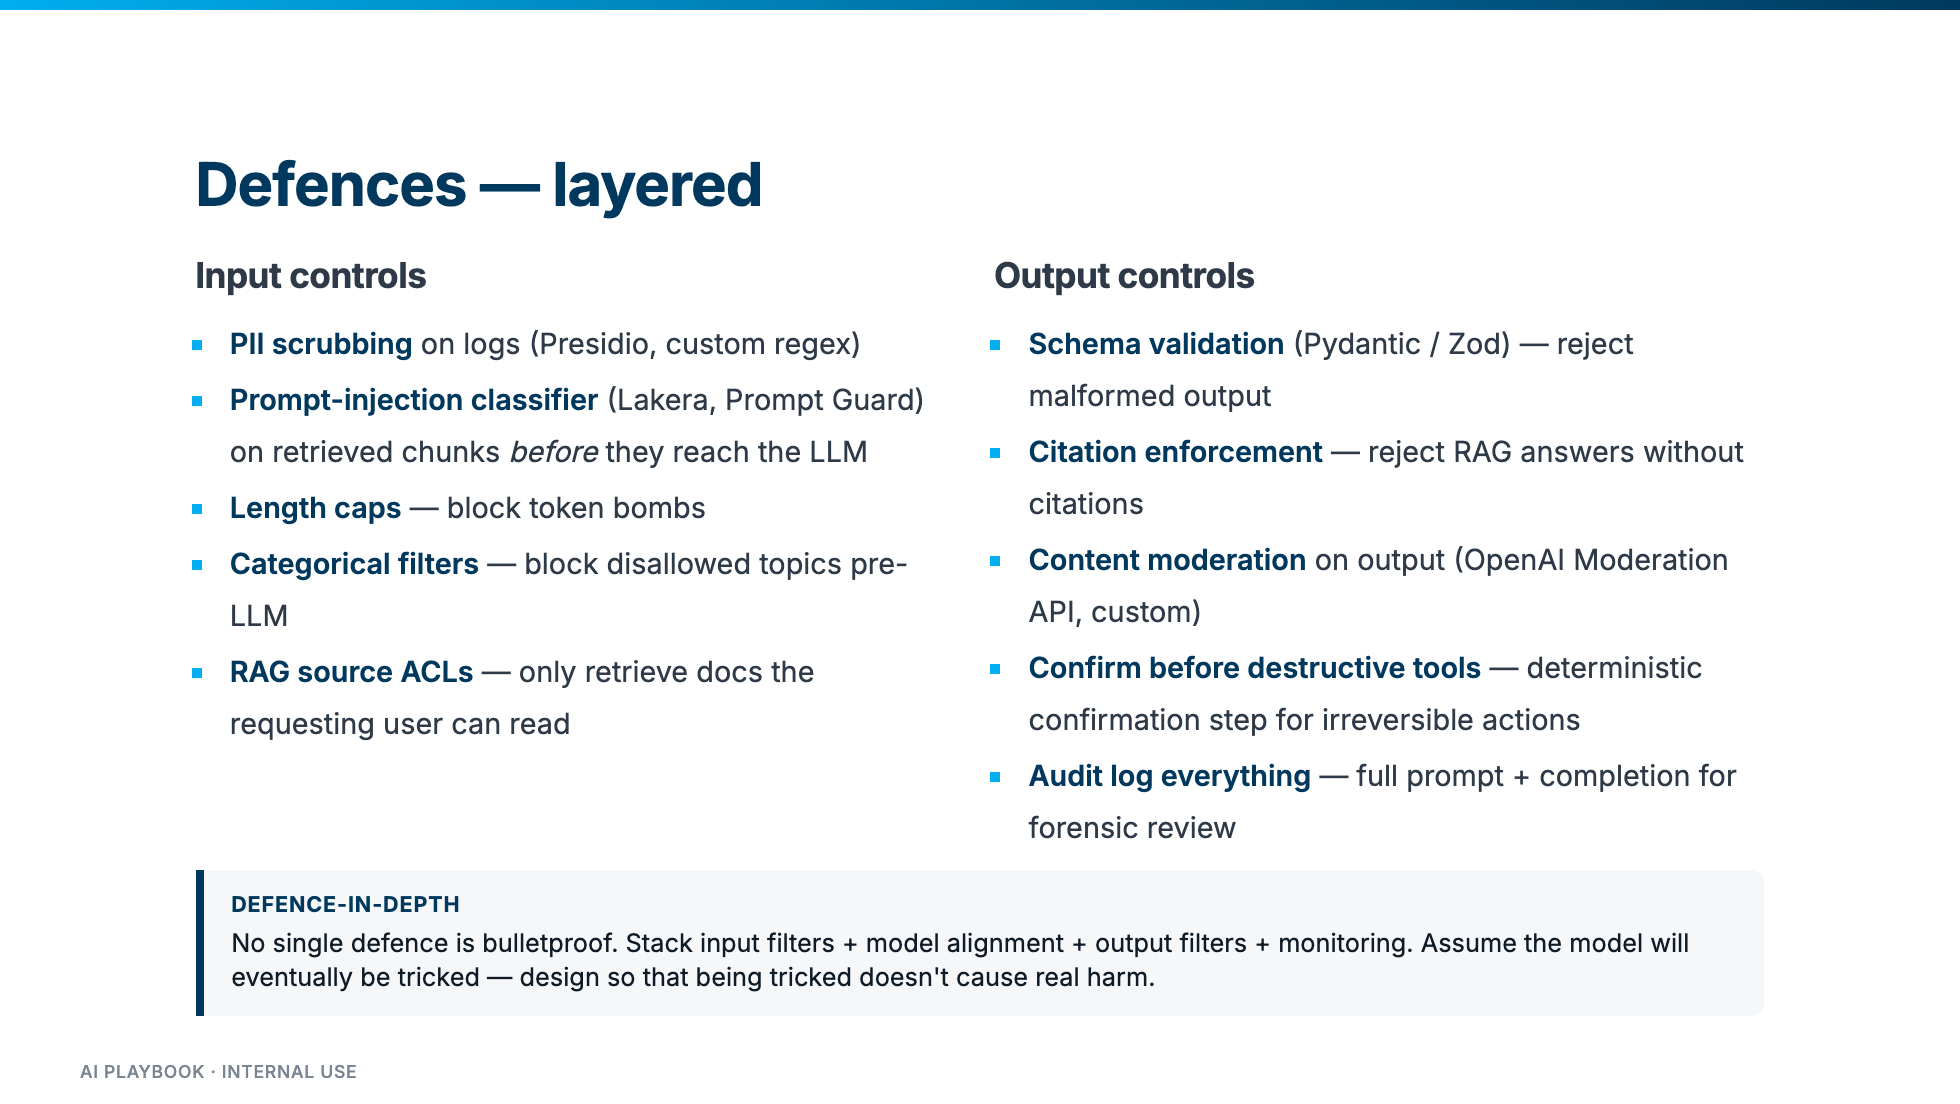 Defences — layered
Input controls
PII scrubbing on logs (Presidio, custom regex)
Prompt-injection classifier (Lakera, Prompt Guard)
on retrieved chunks before they reach the LLM
Length caps — block token bombs
Categorical filters — block disallowed topics pre-
LLM
RAG source ACLs — only retrieve docs the
requesting user can read
Output controls
Schema validation (Pydantic / Zod) — reject
malformed output
Citation enforcement — reject RAG answers without
citations
Content moderation on output (OpenAI Moderation
API, custom)
Confirm before destructive tools — deterministic
confirmation step for irreversible actions
Audit log everything — full prompt + completion for
forensic review
DEFENCE-IN-DEPTH
No single defence is bulletproof. Stack input filters + model alignment + output filters + monitoring. Assume the model will
eventually be tricked — design so that being tricked doesn't cause real harm.
AI PLAYBOOK · INTERNAL USE